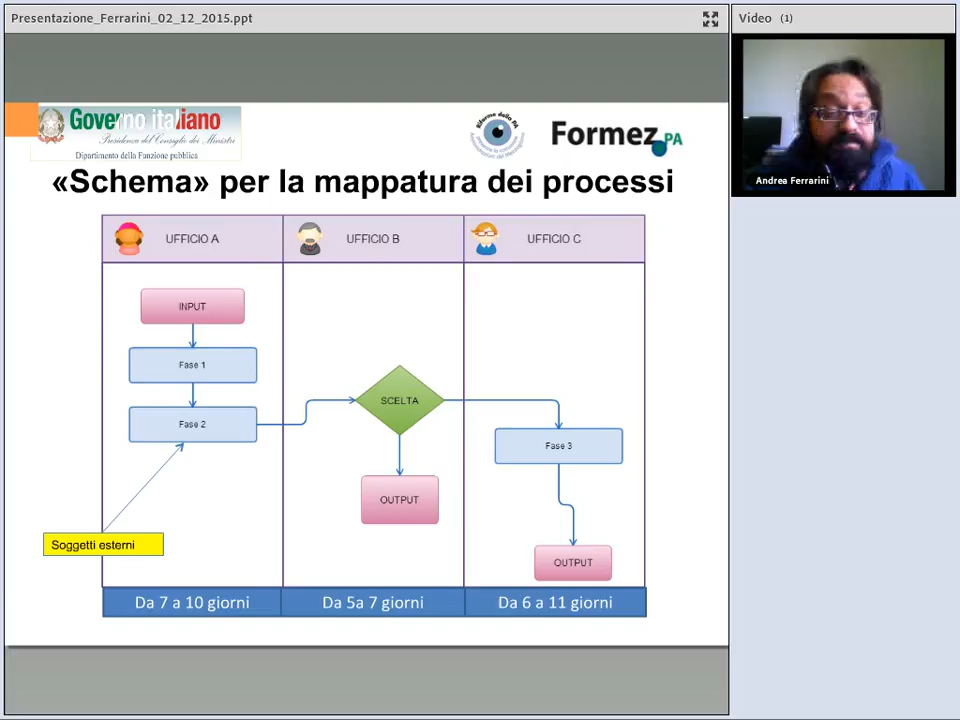 Presentazione_Ferrarini_02_12_2015.ppt
Video (1)
Governo italiano
Presidenza del Consiglio dei Ministri
Dipartimento della Funzione pubblica
Formez PA
Andrea Ferrarini
«Schema» per la mappatura dei processi
UFFICIO A
UFFICIO B
UFFICIO C
INPUT
Fase 1
SCELTA
Fase 2
Fase 3
OUTPUT
Soggetti esterni
OUTPUT
Da 7 a 10 giorni
Da 5a 7 giorni
Da 6 a 11 giorni